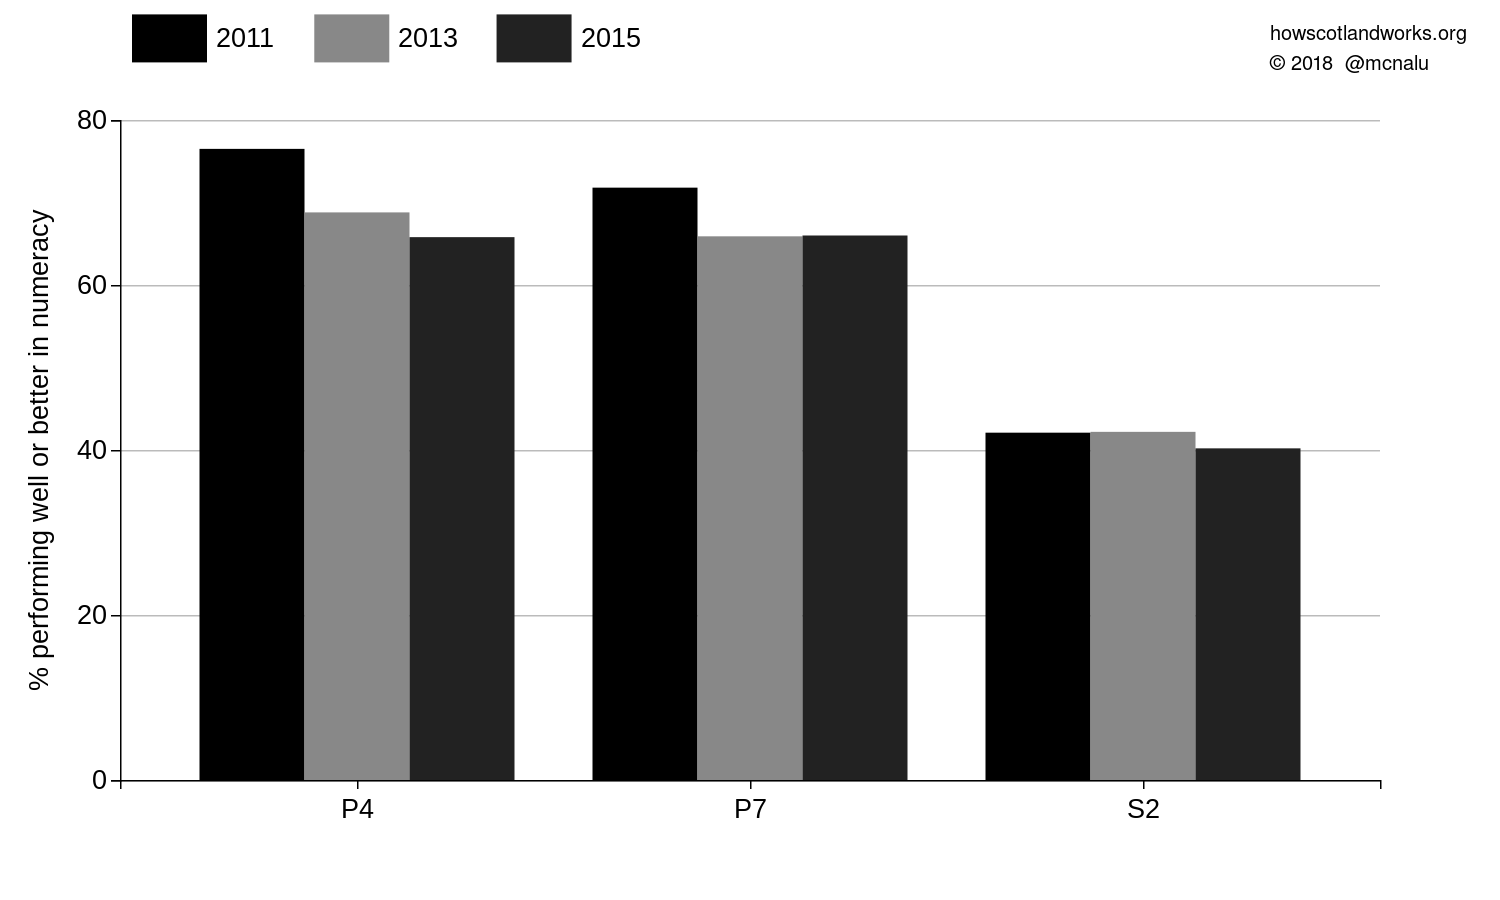 2011 2013 2015
howscotlandworks.org
© 2018 @mcnalu
80
60
40
20
0
% performing well or better in numeracy
P4 P7 S2